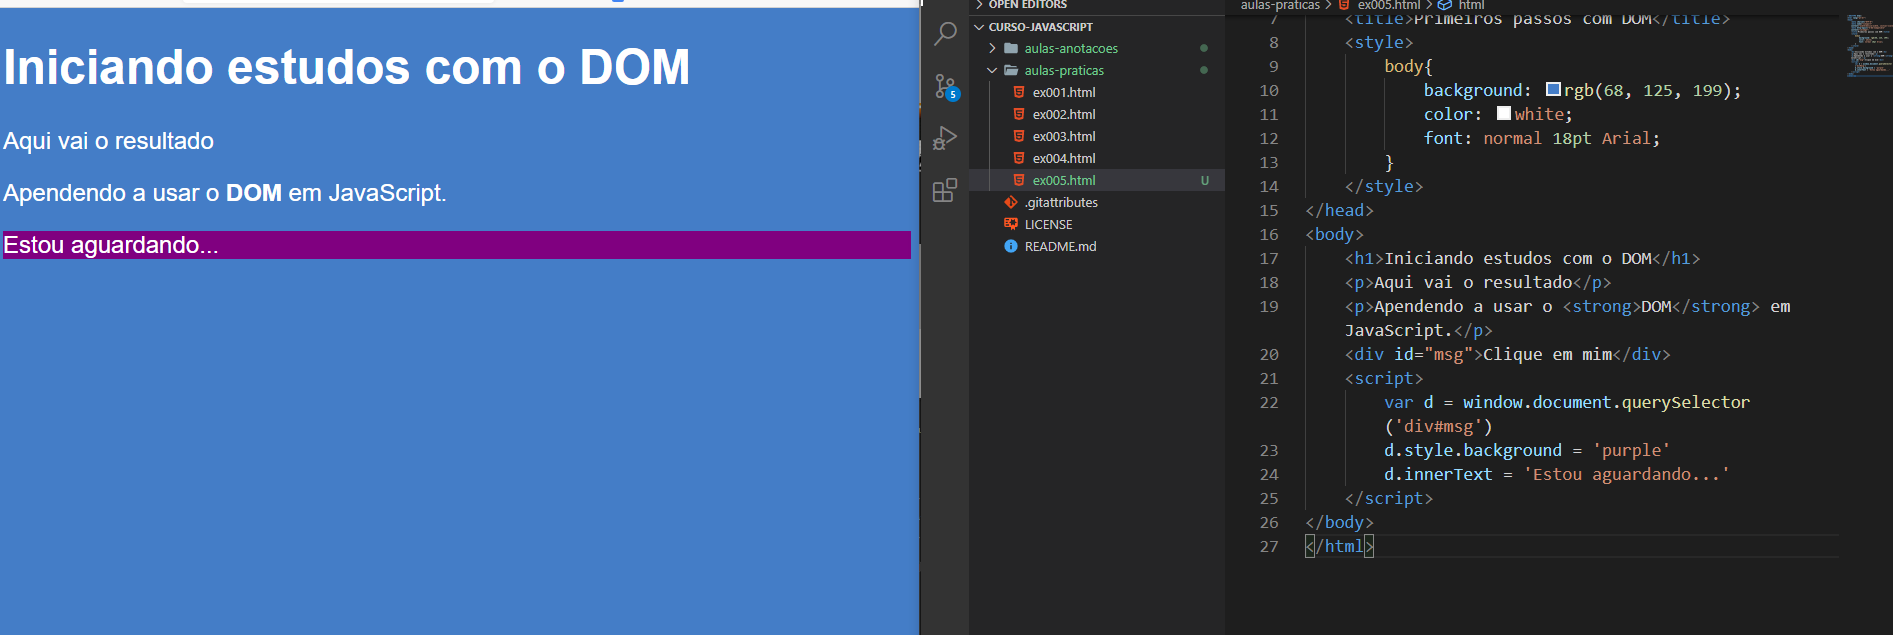 Iniciando estudos com o DOM
Aqui vai o resultado
Apendendo a usar o DOM em JavaScript.
Estou aguardando...
5
OPEN EDITORS
CURSO-JAVASCRIPT
aulas-anotacoes
aulas-praticas
ex001.html
ex002.html
ex003.html
ex004.html
ex005.html U
.gitattributes
LICENSE
README.md
aulas-praticas > ex005.html > html
7 <title>Primeiros passos com DOM</title>
8 <style>
9 body{
10 background: rgb(68, 125, 199);
11 color: white;
12 font: normal 18pt Arial;
13 }
14 </style>
15 </head>
16 <body>
17 <h1>Iniciando estudos com o DOM</h1>
18 <p>Aqui vai o resultado</p>
19 <p>Apendendo a usar o <strong>DOM</strong> em
JavaScript.</p>
20 <div id="msg">Clique em mim</div>
21 <script>
22 var d = window.document.querySelector
('div#msg')
23 d.style.background = 'purple'
24 d.innerText = 'Estou aguardando...'
25 </script>
26 </body>
27 </html>